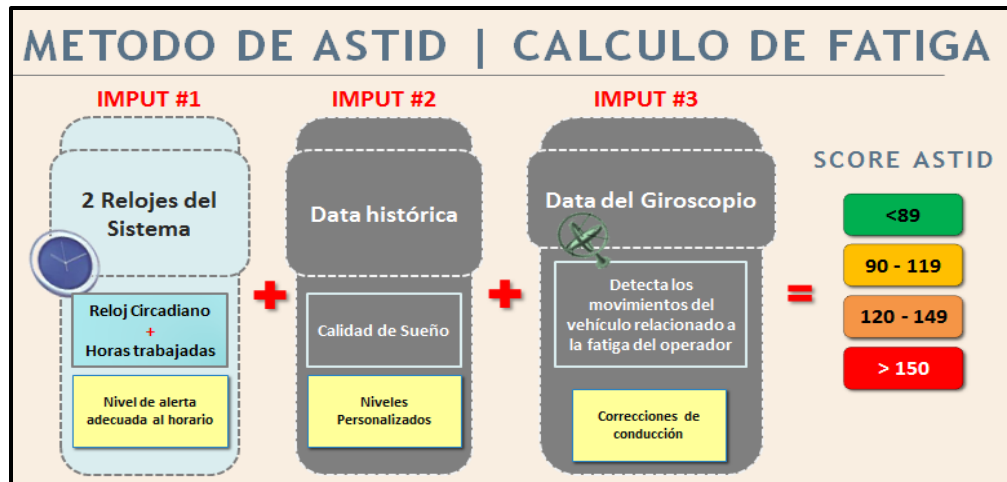 METODO DE ASTID | CALCULO DE FATIGA
IMPUT #1
2 Relojes del
Sistema
Reloj Circadiano
+
Horas trabajadas
Nivel de alerta
adecuada al horario
+
IMPUT #2
Data histórica
Calidad de Sueño
Niveles
Personalizados
+
IMPUT #3
Data del Giroscopio
Detecta los
movimientos del
vehículo relacionado a
la fatiga del operador
Correcciones de
conducción
=
SCORE ASTID
<89
90 - 119
120 - 149
> 150